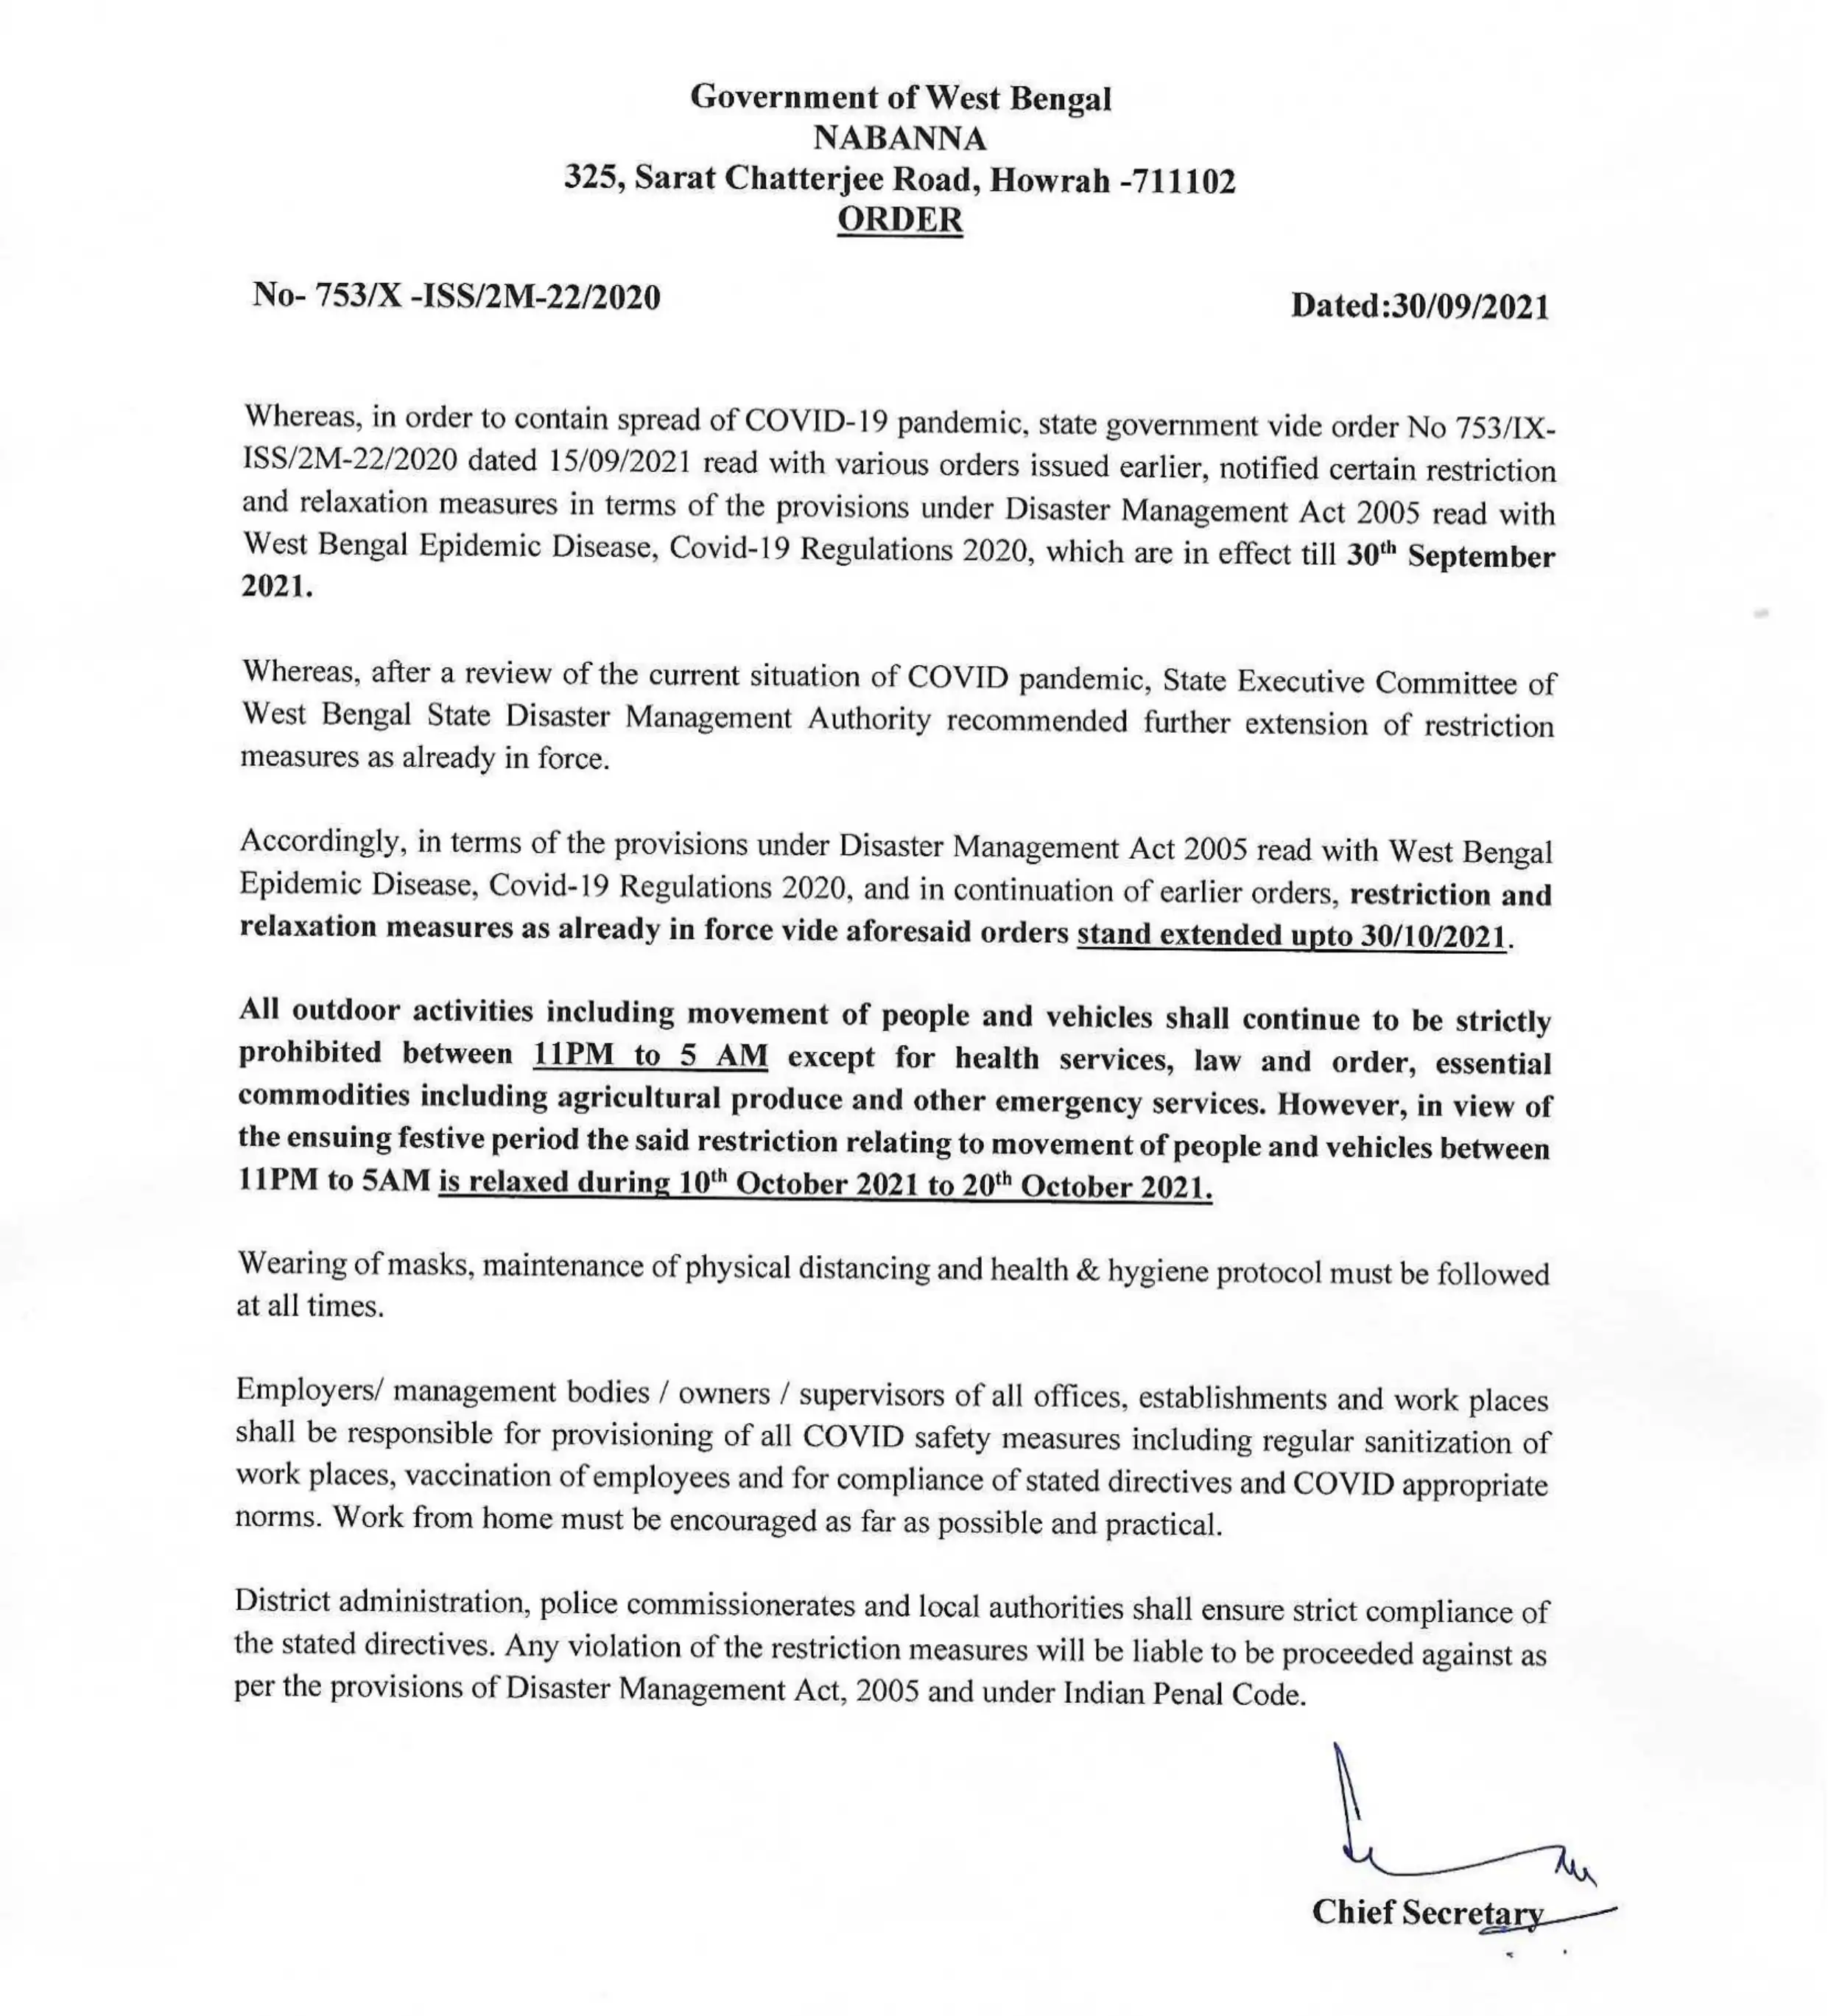 Government of West Bengal
NABANNA
325, Sarat Chatterjee Road, Howrah -711102
ORDER
No- 753/X -ISS/2M-22/2020
Dated:30/09/2021
Whereas, in order to contain spread of COVID-19 pandemic, state government vide order No 753/IX-
ISS/2M-22/2020 dated 15/09/2021 read with various orders issued earlier, notified certain restriction
and relaxation measures in terms of the provisions under Disaster Management Act 2005 read with
West Bengal Epidemic Disease, Covid-19 Regulations 2020, which are in effect till 30th September
2021.
Whereas, after a review of the current situation of COVID pandemic, State Executive Committee of
West Bengal State Disaster Management Authority recommended further extension of restriction
measures as already in force.
Accordingly, in terms of the provisions under Disaster Management Act 2005 read with West Bengal
Epidemic Disease, Covid-19 Regulations 2020, and in continuation of earlier orders, restriction and
relaxation measures as already in force vide aforesaid orders stand extended upto 30/10/2021.
All outdoor activities including movement of people and vehicles shall continue to be strictly
prohibited between 11PM to 5 AM except for health services, law and order, essential
commodities including agricultural produce and other emergency services. However, in view of
the ensuing festive period the said restriction relating to movement of people and vehicles between
11PM to 5AM is relaxed during 10th October 2021 to 20th October 2021.
Wearing of masks, maintenance of physical distancing and health & hygiene protocol must be followed
at all times.
Employers/ management bodies / owners / supervisors of all offices, establishments and work places
shall be responsible for provisioning of all COVID safety measures including regular sanitization of
work places, vaccination of employees and for compliance of stated directives and COVID appropriate
norms. Work from home must be encouraged as far as possible and practical.
District administration, police commissionerates and local authorities shall ensure strict compliance of
the stated directives. Any violation of the restriction measures will be liable to be proceeded against as
per the provisions of Disaster Management Act, 2005 and under Indian Penal Code.
Chief Secretary